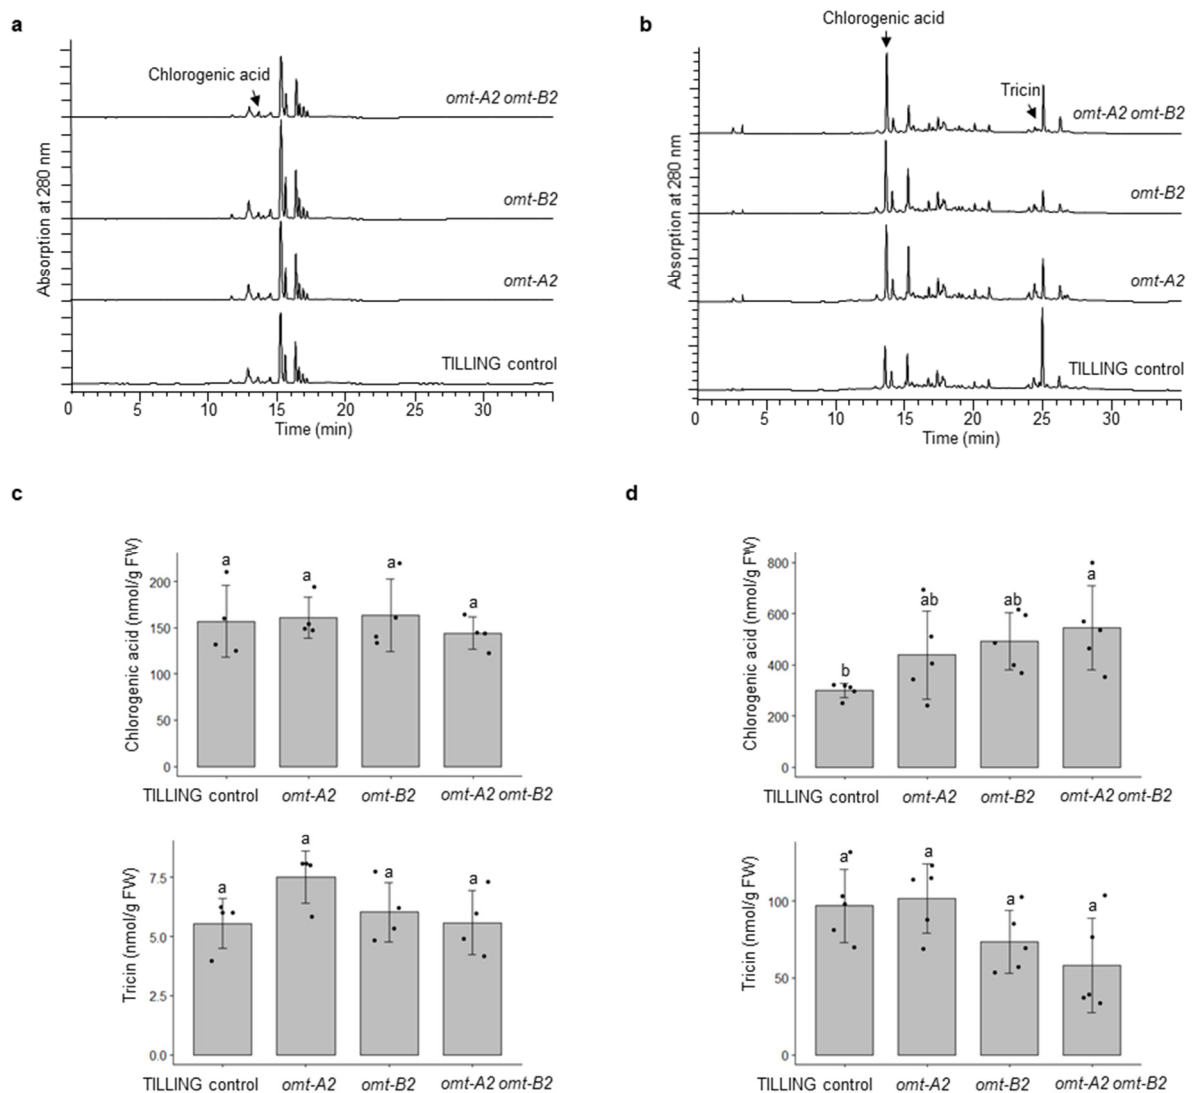 a
Chlorogenic acid
omt-A2 omt-B2
omt-B2
omt-A2
TILLING control
Absorption at 280 nm
0 5 10 15 20 25 30
Time (min)
b
Chlorogenic acid
Tricin
omt-A2 omt-B2
omt-B2
omt-A2
TILLING control
Absorption at 280 nm
0 5 10 15 20 25 30
Time (min)
c
Chlorogenic acid (nmol/g FW)
200
150
100
50
0
a a a a
TILLING control omt-A2 omt-B2 omt-A2 omt-B2
Tricin (nmol/g FW)
7.5
5.0
2.5
0.0
a a a a
TILLING control omt-A2 omt-B2 omt-A2 omt-B2
d
Chlorogenic acid (nmol/g FW)
800
600
400
200
0
b ab ab a
TILLING control omt-A2 omt-B2 omt-A2 omt-B2
Tricin (nmol/g FW)
100
50
0
a a a a
TILLING control omt-A2 omt-B2 omt-A2 omt-B2